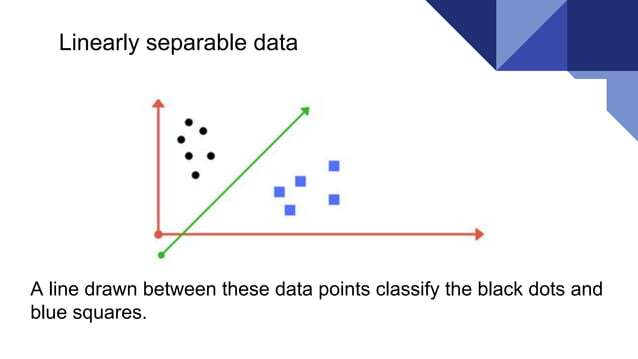 Linearly separable data
A line drawn between these data points classify the black dots and
blue squares.